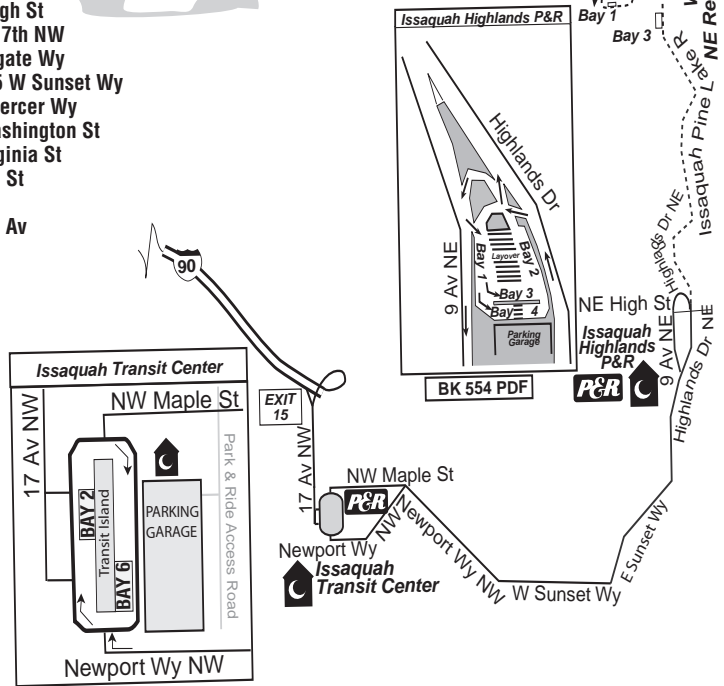 gh St
7th NW
gate Wy
5 W Sunset Wy
ercer Wy
ashington St
ginia St
St
Av
Issaquah Highlands P&R
Highlands Dr
9 Av NE
Bay 1
Layover
Bay 2
Bay 3
Bay 4
Parking
Garage
BK 554 PDF
Bay 1
Bay 3
NE Re
Issaquah Pine Lake R
Highlands Dr NE
NE High St
Issaquah
Highlands
P&R
P&R
9 Av NE
Highlands Dr NE
90
EXIT
15
17 Av NW
NW Maple St
P&R
NW
Newport Wy
Issaquah
Transit Center
Newport Wy NW
W Sunset Wy
E Sunset Wy
Issaquah Transit Center
NW Maple St
17 Av NW
BAY 2
Transit Island
BAY 6
PARKING
GARAGE
Park & Ride Access Road
Newport Wy NW